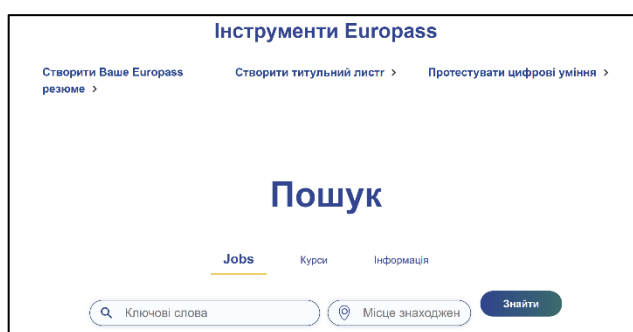 Інструменти Europass
Створити Ваше Europass
резюме >
Створити титульний листг >
Протестувати цифрові уміння >
Пошук
Jobs
Курси
Інформація
Ключові слова
Місце знаходжен
Знайти